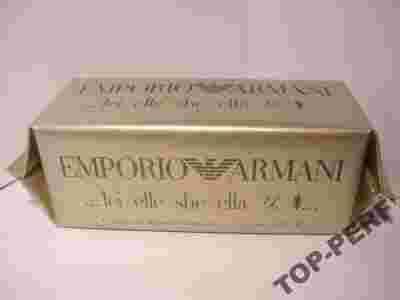 EMPORIO ARMANI
...lei elle she ella
EMPORIO ARMANI
...lei elle she ella
TOP-PERF